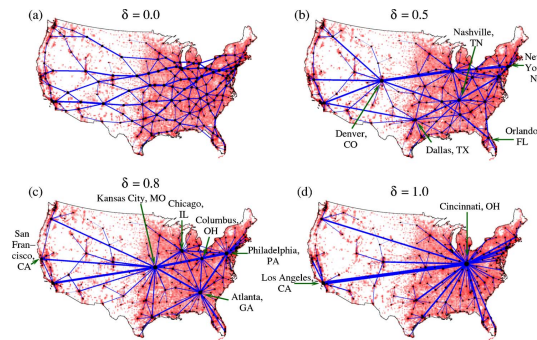 (a)
δ = 0.0
(b)
δ = 0.5
Nashville,
TN
New
Yo
N
Denver,
CO
Dallas, TX
Orlando
FL
(c)
δ = 0.8
Kansas City, MO
Chicago,
IL
Columbus,
OH
San
Fran-
cisco,
CA
Philadelphia,
PA
Atlanta,
GA
(d)
δ = 1.0
Cincinnati, OH
Los Angeles,
CA